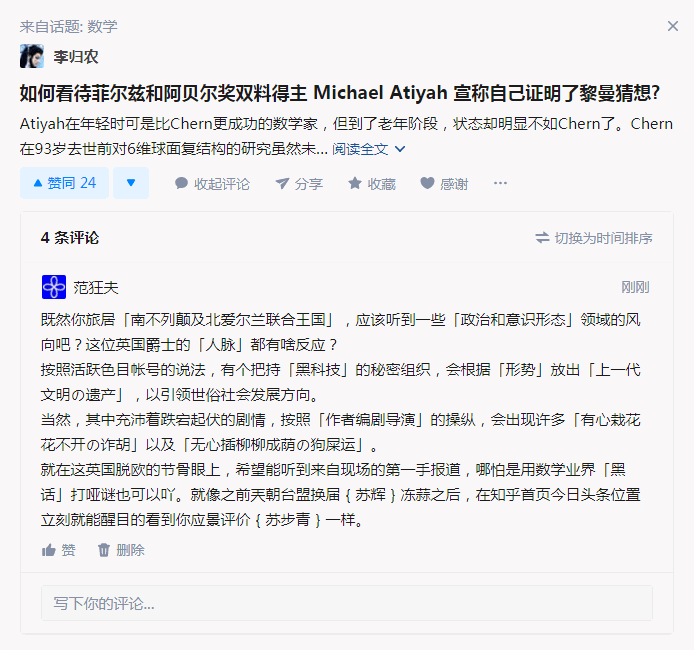 来自话题: 数学
李归农
如何看待菲尔兹和阿贝尔奖双料得主 Michael Atiyah 宣称自己证明了黎曼猜想?
Atiyah在年轻时可是比Chern更成功的数学家，但到了老年阶段，状态却明显不如Chern了。Chern
在93岁去世前对6维球面复结构的研究虽然未... 阅读全文
赞同 24 收起评论 分享 收藏 感谢 ···
4 条评论 切换为时间排序
范狂夫 刚刚
既然你旅居「南不列颠及北爱尔兰联合王国」，应该听到一些「政治和意识形态」领域的风
向吧？这位英国爵士的「人脉」都有啥反应？
按照活跃色目帐号的说法，有个把持「黑科技」的秘密组织，会根据「形势」放出「上一代
文明の遗产」，以引领世俗社会发展方向。
当然，其中充沛着跌宕起伏的剧情，按照「作者编剧导演」的操纵，会出现许多「有心栽花
花不开の诈胡」以及「无心插柳柳成荫の狗屎运」。
就在这英国脱欧的节骨眼上，希望能听到来自现场的第一手报道，哪怕是用数学业界「黑
话」打哑谜也可以吖。就像之前天朝台盟换届 { 苏辉 } 冻蒜之后，在知乎首页今日头条位置
立刻就能醒目的看到你应景评价 { 苏步青 } 一样。
赞 删除
写下你的评论...